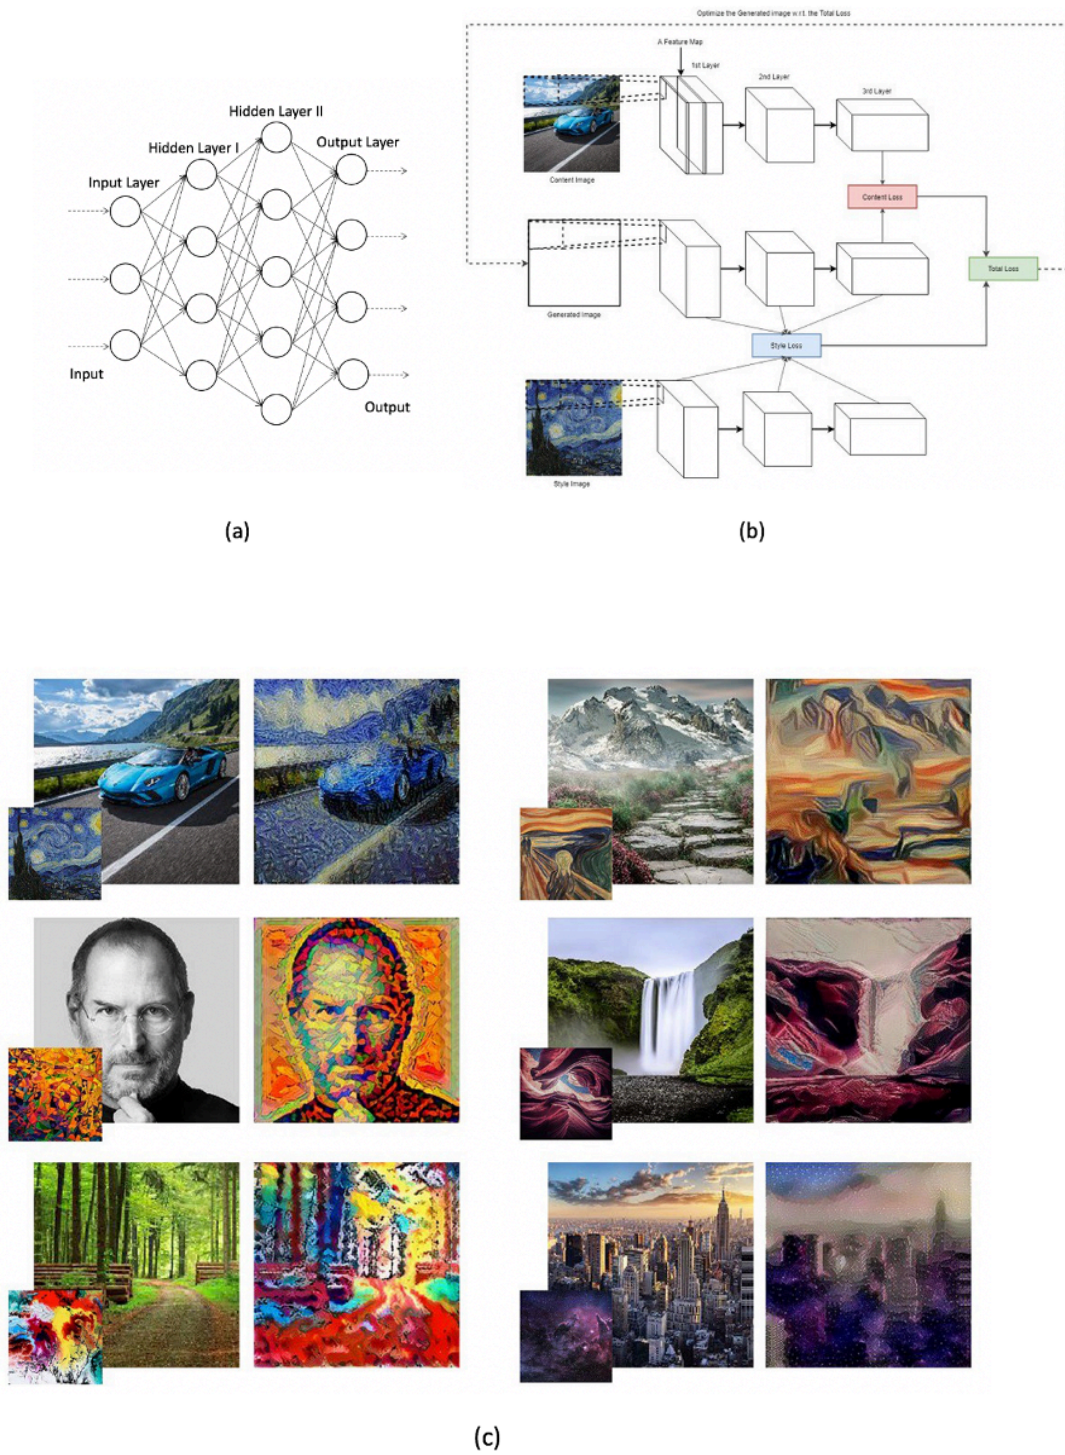 Hidden Layer II
Hidden Layer I
Output Layer
Input Layer
Input
Output
(a)
Optimize the Generated image w.r.t. the Total Loss
A Feature Map
1st Layer
2nd Layer
3rd Layer
Content Image
Content Loss
Total Loss
Generated Image
Style Loss
Style Image
(b)
(c)